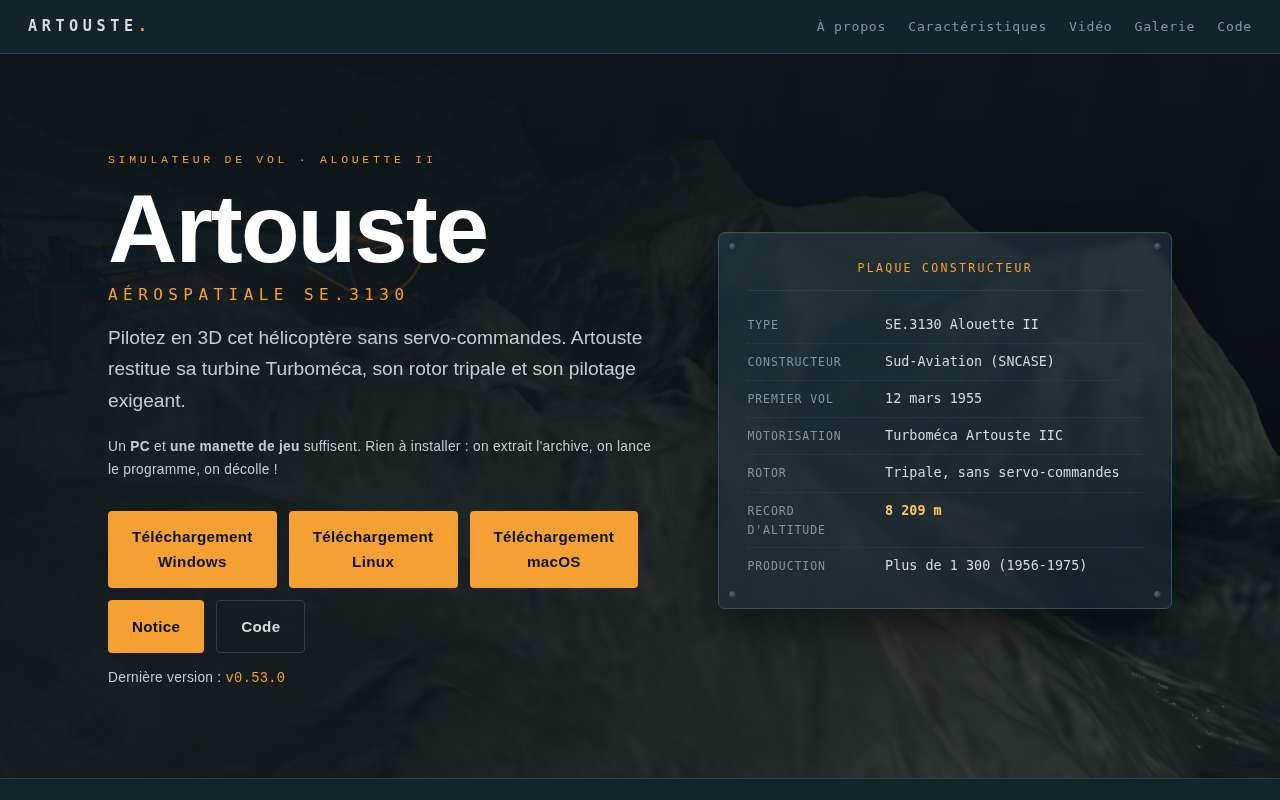 ARTOUSTE.
À propos Caractéristiques Vidéo Galerie Code
SIMULATEUR DE VOL · ALOUETTE II
Artouste
AÉROSPATIALE SE.3130
Pilotez en 3D cet hélicoptère sans servo-commandes. Artouste
restitue sa turbine Turboméca, son rotor tripale et son pilotage
exigeant.
Un PC et une manette de jeu suffisent. Rien à installer : on extrait l'archive, on lance
le programme, on décolle !
Téléchargement
Windows
Téléchargement
Linux
Téléchargement
macOS
Notice
Code
Dernière version : v0.53.0
PLAQUE CONSTRUCTEUR
TYPE SE.3130 Alouette II
CONSTRUCTEUR Sud-Aviation (SNCASE)
PREMIER VOL 12 mars 1955
MOTORISATION Turboméca Artouste IIC
ROTOR Tripale, sans servo-commandes
RECORD 8 209 m
D'ALTITUDE
PRODUCTION Plus de 1 300 (1956-1975)